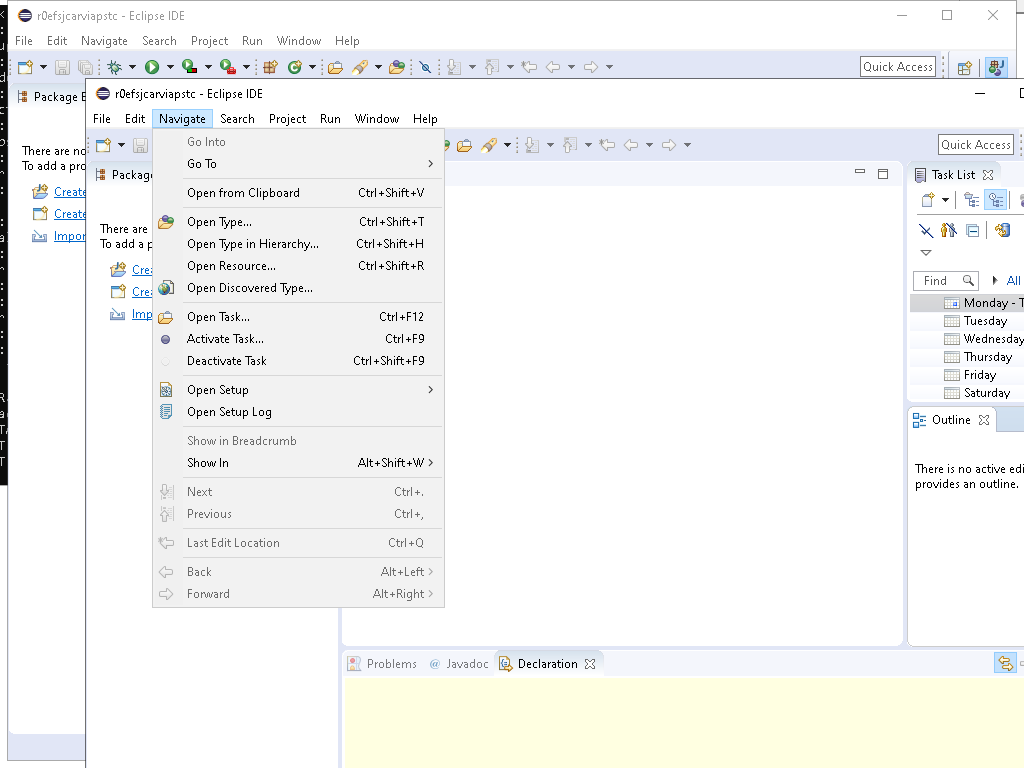 r0efsjcarviapstc - Eclipse IDE
File Edit Navigate Search Project Run Window Help
Quick Access
Package E
There are no
To add a pro
Create
Create
Impor
r0efsjcarviapstc - Eclipse IDE
File Edit Navigate Search Project Run Window Help
Quick Access
Package
There are
To add a p
Crea
Crea
Imp
Go Into
Go To
Open from Clipboard Ctrl+Shift+V
Open Type... Ctrl+Shift+T
Open Type in Hierarchy... Ctrl+Shift+H
Open Resource... Ctrl+Shift+R
Open Discovered Type...
Open Task... Ctrl+F12
Activate Task... Ctrl+F9
Deactivate Task Ctrl+Shift+F9
Open Setup
Open Setup Log
Show in Breadcrumb
Show In Alt+Shift+W
Next Ctrl+.
Previous Ctrl+,
Last Edit Location Ctrl+Q
Back Alt+Left
Forward Alt+Right
Task List
Find All
Monday - T
Tuesday
Wednesday
Thursday
Friday
Saturday
Outline
There is no active edi
provides an outline.
Problems @ Javadoc Declaration